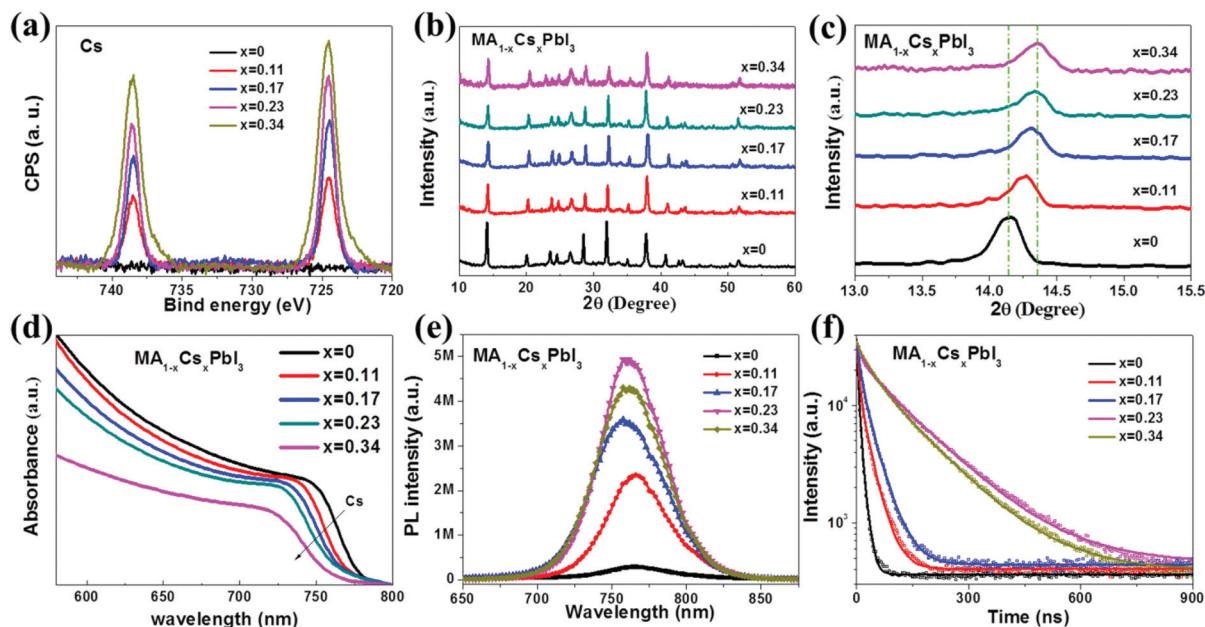 (a)
Cs
x=0
x=0.11
x=0.17
x=0.23
x=0.34
CPS (a. u.)
740 735 730 725 720
Bind energy (eV)
(b)
MA1-xCsxPbI3
x=0.34
x=0.23
x=0.17
x=0.11
x=0
Intensity (a.u.)
10 20 30 40 50 60
2θ (Degree)
(c)
MA1-xCsxPbI3
x=0.34
x=0.23
x=0.17
x=0.11
x=0
Intensity (a.u.)
13.0 13.5 14.0 14.5 15.0 15.5
2θ (Degree)
(d)
MA1-xCsxPbI3
x=0
x=0.11
x=0.17
x=0.23
x=0.34
Cs
Absorbance (a.u.)
600 650 700 750 800
wavelength (nm)
(e)
MA1-xCsxPbI3
x=0
x=0.11
x=0.17
x=0.23
x=0.34
PL intensity (a.u.)
5M
4M
3M
2M
1M
0
650 700 750 800 850
Wavelength (nm)
(f)
MA1-xCsxPbI3
x=0
x=0.11
x=0.17
x=0.23
x=0.34
Intensity (a.u.)
10^4
10^3
0 300 600 900
Time (ns)